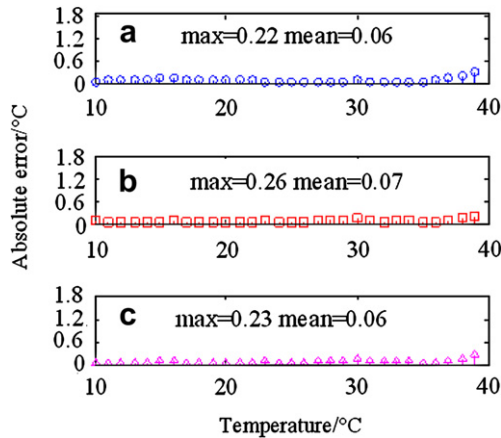 Absolute error/°C
1.8
1.2
0.6
0
a
max=0.22 mean=0.06
10 20 30 40
1.8
1.2
0.6
0
b
max=0.26 mean=0.07
10 20 30 40
1.8
1.2
0.6
0
c
max=0.23 mean=0.06
10 20 30 40
Temperature/°C